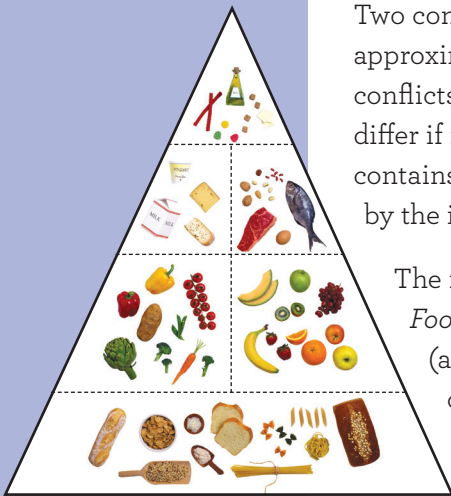 Two con
approxin
conflicts
differ if
contains
by the i
The
Foo
(a
YOGURT
MILK
MILK